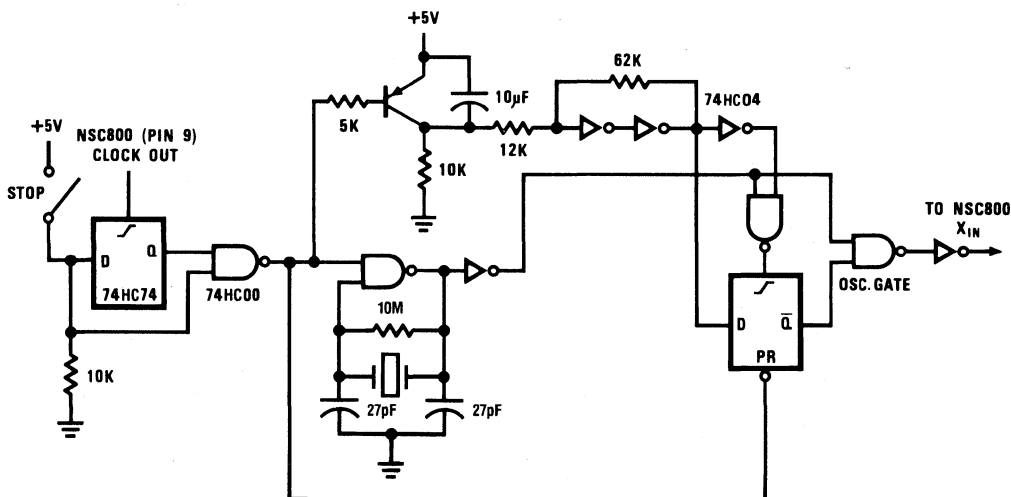 +5V
62K
10µF
74HC04
5K
+5V
NSC800 (PIN 9)
CLOCK OUT
12K
10K
STOP
TO NSC800
XIN
D
Q
74HC74
74HC00
OSC. GATE
10M
D
Q̅
PR
10K
27pF
27pF